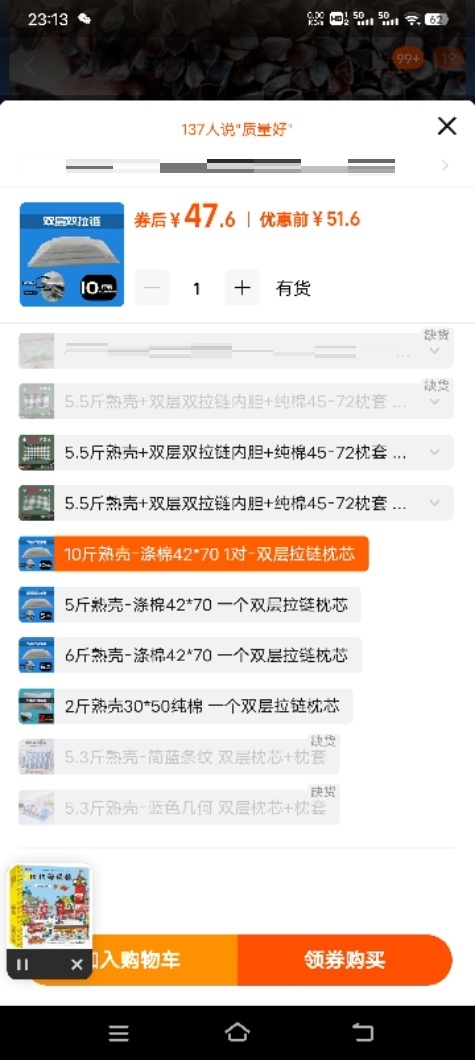 23:13
62
99+
19
137人说"质量好"
双层双拉链
10斤
券后¥47.6 | 优惠前¥51.6
1
有货
缺货
缺货
5.5斤熟壳+双层双拉链内胆+纯棉45-72枕套 ...
5.5斤熟壳+双层双拉链内胆+纯棉45-72枕套 ...
5.5斤熟壳+双层双拉链内胆+纯棉45-72枕套 ...
10斤熟壳-涤棉42*70 1对-双层拉链枕芯
5斤熟壳-涤棉42*70 一个双层拉链枕芯
6斤熟壳-涤棉42*70 一个双层拉链枕芯
2斤熟壳30*50纯棉 一个双层拉链枕芯
缺货
5.3斤熟壳-简蓝条纹 双层枕芯+枕套
缺货
5.3斤熟壳-蓝色几何 双层枕芯+枕套
入购物车
领券购买